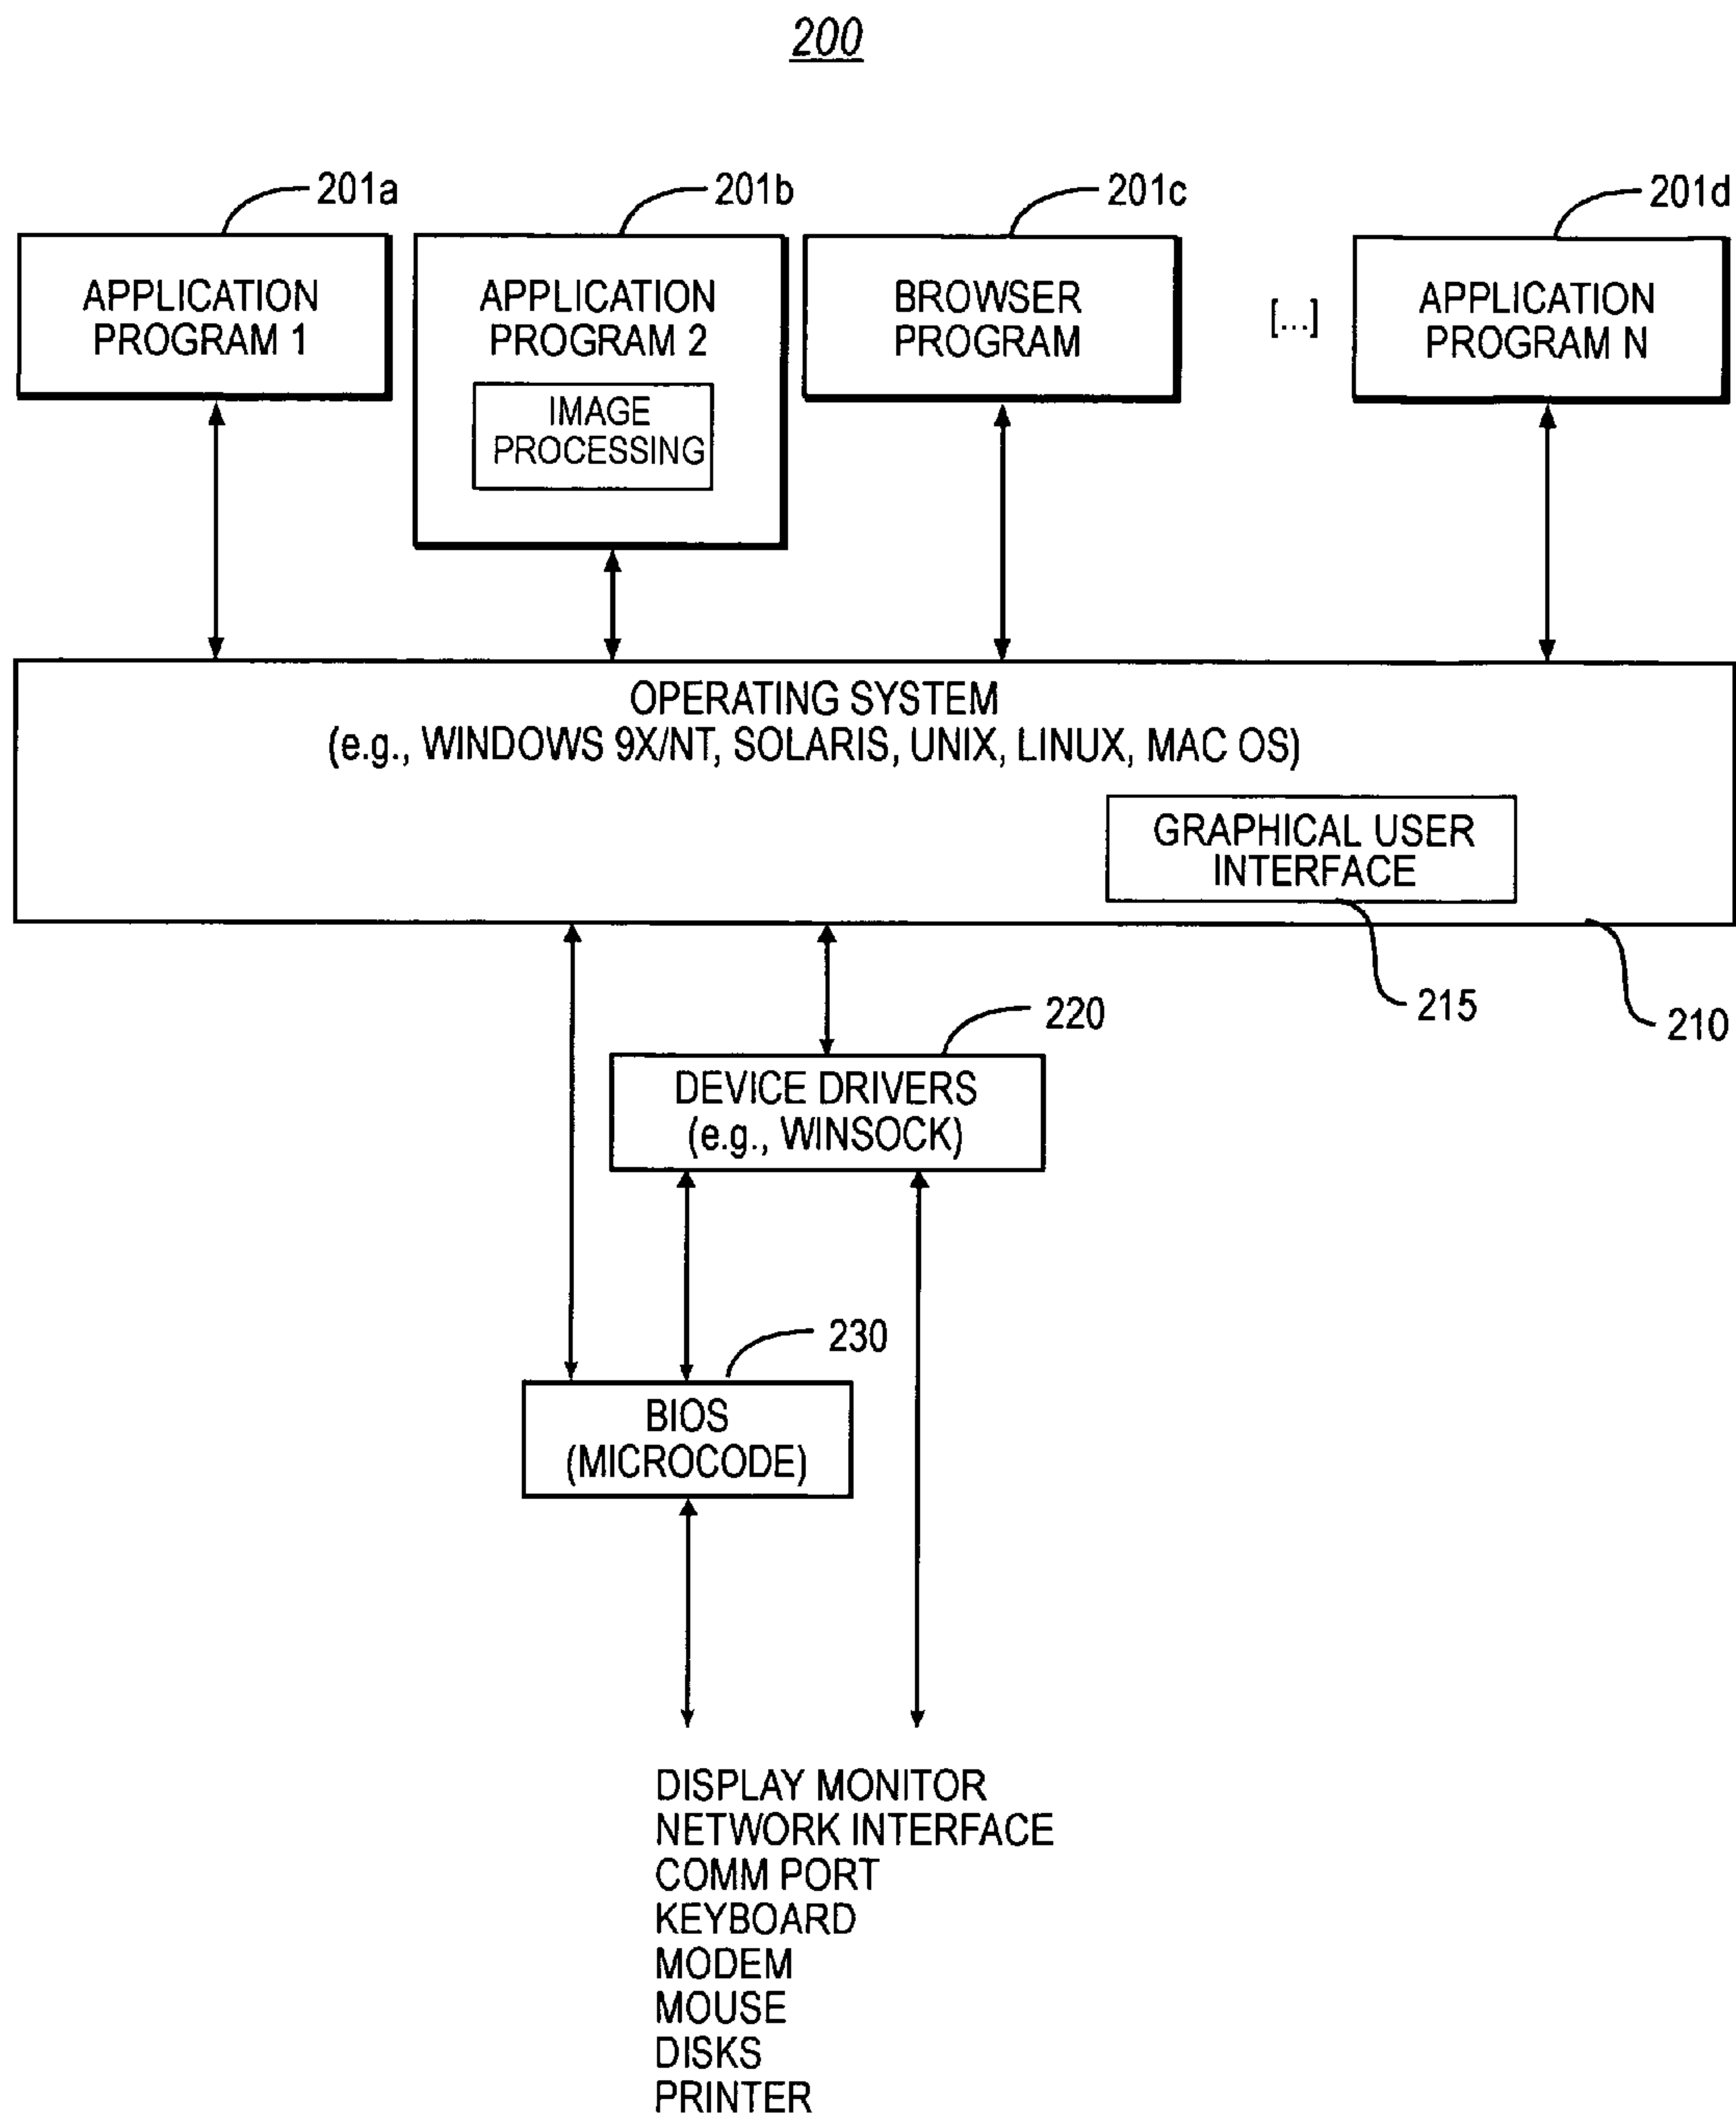 200
201a
201b
201c
201d
APPLICATION
PROGRAM 1
APPLICATION
PROGRAM 2
IMAGE
PROCESSING
BROWSER
PROGRAM
[...]
APPLICATION
PROGRAM N
OPERATING SYSTEM
(e.g., WINDOWS 9X/NT, SOLARIS, UNIX, LINUX, MAC OS)
GRAPHICAL USER
INTERFACE
215
210
220
DEVICE DRIVERS
(e.g., WINSOCK)
230
BIOS
(MICROCODE)
DISPLAY MONITOR
NETWORK INTERFACE
COMM PORT
KEYBOARD
MODEM
MOUSE
DISKS
PRINTER